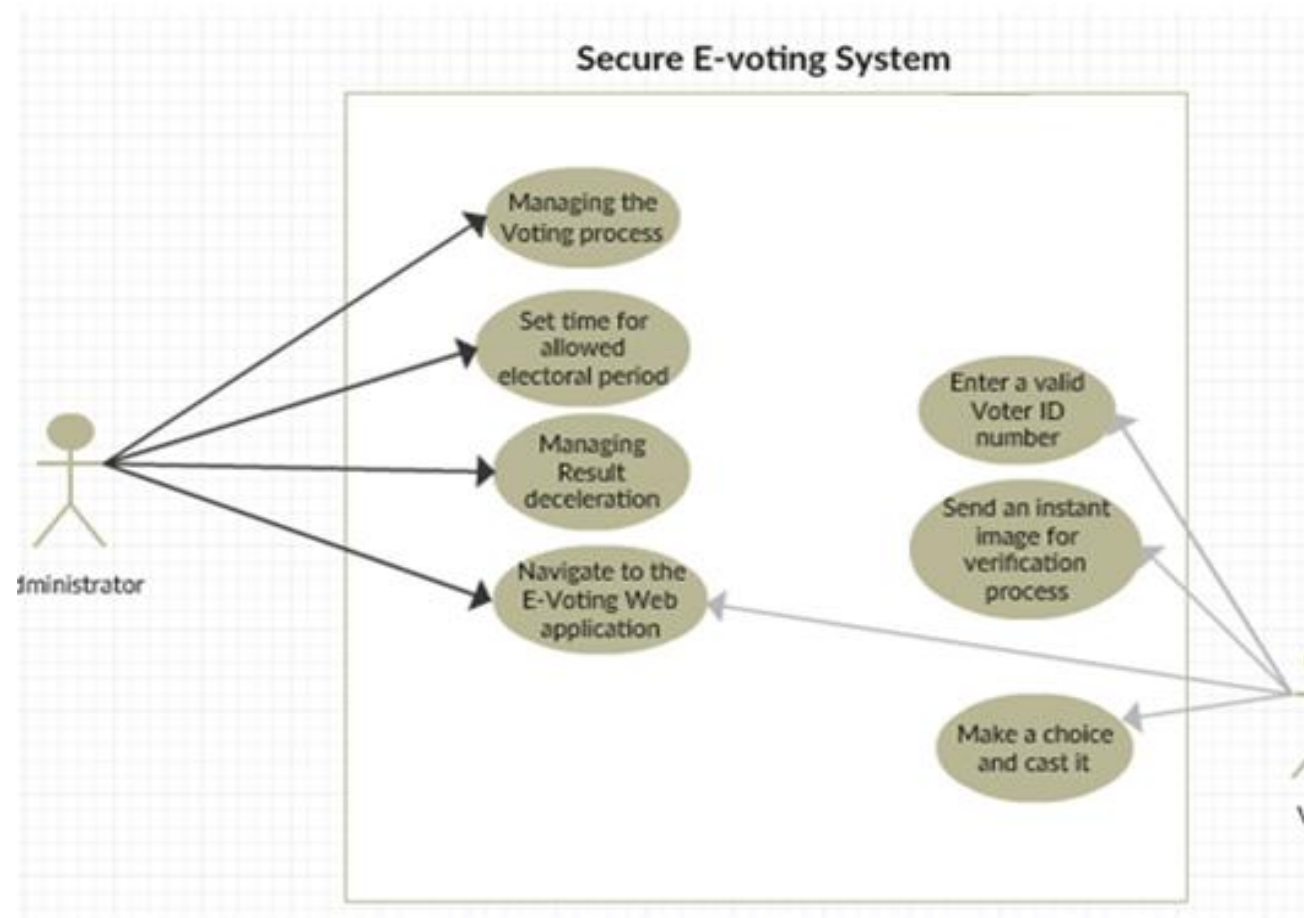 Secure E-voting System
Managing the
Voting process
Set time for
allowed
electoral period
Managing
Result
deceleration
Navigate to the
E-Voting Web
application
Enter a valid
Voter ID
number
Send an instant
image for
verification
process
Make a choice
and cast it
dministrator